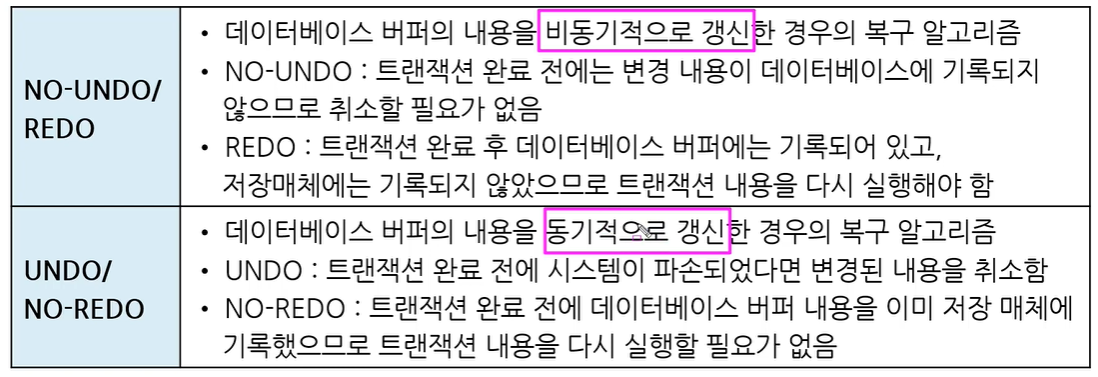 NO-UNDO/
REDO
• 데이터베이스 버퍼의 내용을 비동기적으로 갱신한 경우의 복구 알고리즘
• NO-UNDO : 트랜잭션 완료 전에는 변경 내용이 데이터베이스에 기록되지
않으므로 취소할 필요가 없음
• REDO : 트랜잭션 완료 후 데이터베이스 버퍼에는 기록되어 있고,
저장매체에는 기록되지 않았으므로 트랜잭션 내용을 다시 실행해야 함
UNDO/
NO-REDO
• 데이터베이스 버퍼의 내용을 동기적으로 갱신한 경우의 복구 알고리즘
• UNDO : 트랜잭션 완료 전에 시스템이 파손되었다면 변경된 내용을 취소함
• NO-REDO : 트랜잭션 완료 전에 데이터베이스 버퍼 내용을 이미 저장 매체에
기록했으므로 트랜잭션 내용을 다시 실행할 필요가 없음